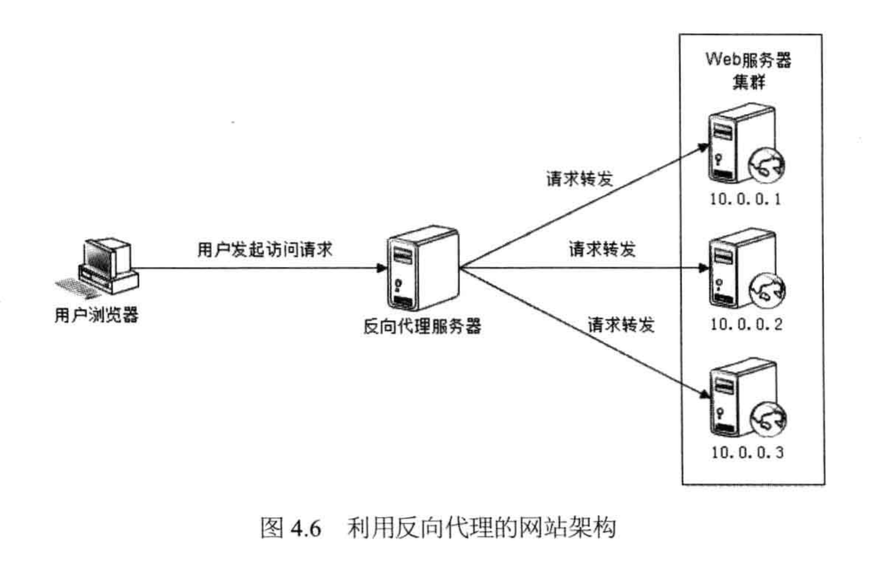 Web服务器
集群
请求转发
10.0.0.1
用户发起访问请求
请求转发
用户浏览器
反向代理服务器
请求转发
10.0.0.2
10.0.0.3
图 4.6 利用反向代理的网站架构